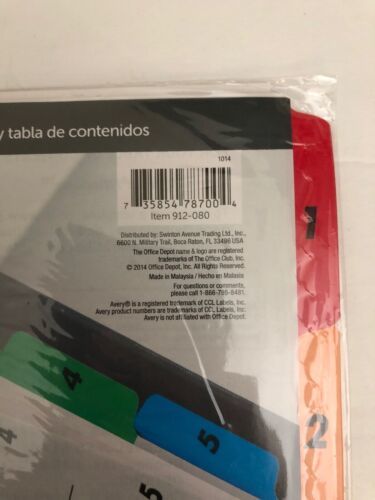 y tabla de contenidos
1014
7 35854 78700 4
Item 912-080
Distributed by: Swinton Avenue Trading Ltd., Inc.,
6600 N. Military Trail, Boca Raton, FL 33496 USA
The Office Depot name & logo are registered
trademarks of The Office Club, Inc.
© 2014 Office Depot, Inc. All Rights Reserved.
Made in Malaysia / Hecho en Malasia
For questions or comments,
please call 1-866-765-8481.
Avery® is a registered trademark of CCL Labels, Inc.
Avery product numbers are trademarks of CCL Labels, Inc.
Avery is not affiliated with Office Depot.
1
2
4
5
4
5